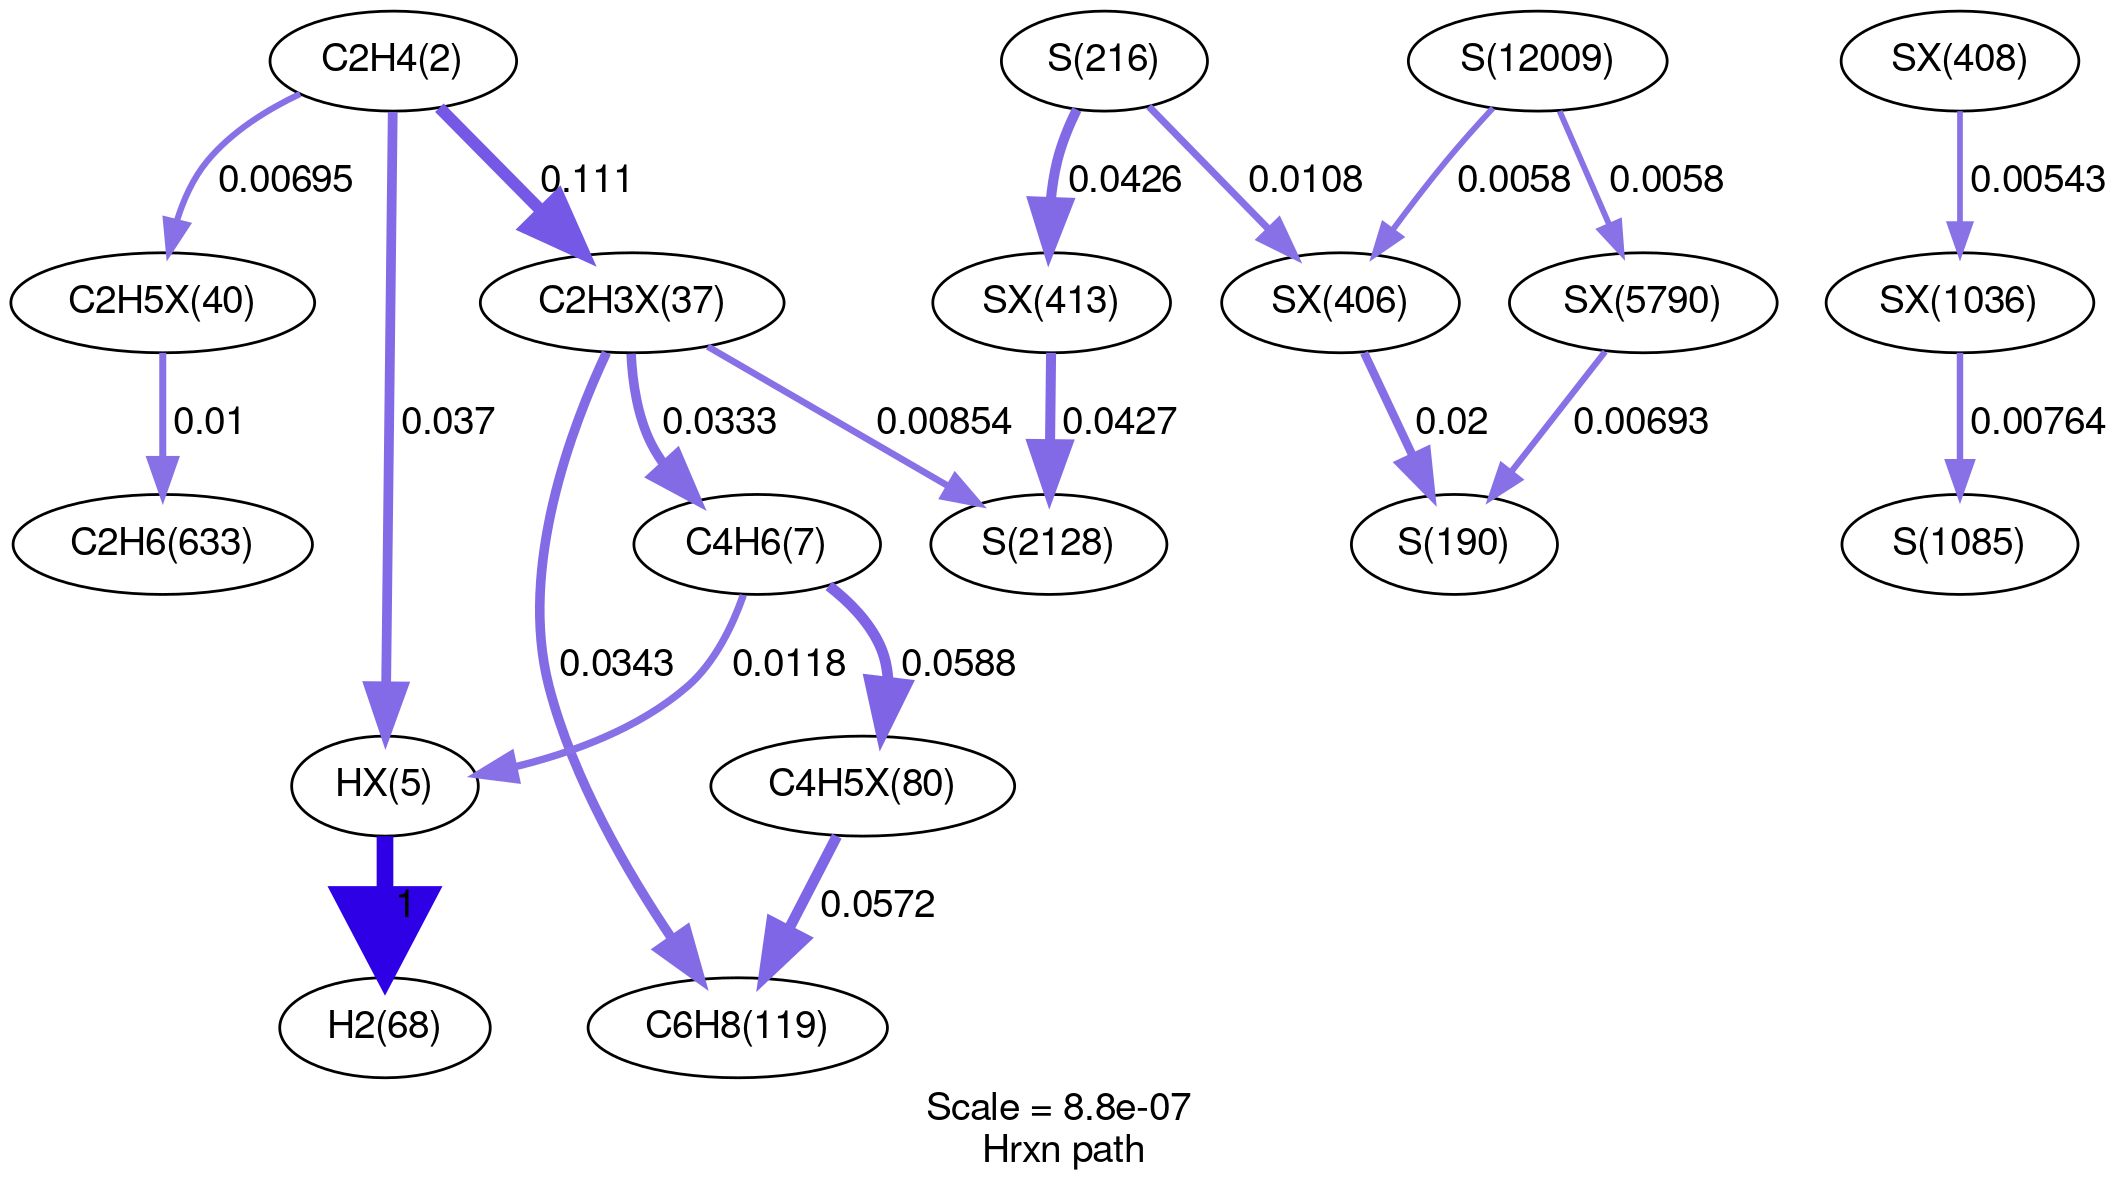 C2H4(2)
S(216)
S(12009)
SX(408)
0.00695
0.111
0.0426
0.0108
0.0058
0.0058
0.00543
C2H5X(40)
C2H3X(37)
SX(413)
SX(406)
SX(5790)
SX(1036)
0.01
0.037
0.0333
0.00854
0.0427
0.02
0.00693
0.00764
C2H6(633)
C4H6(7)
S(2128)
S(190)
S(1085)
0.0343
0.0118
0.0588
HX(5)
C4H5X(80)
1
0.0572
H2(68)
C6H8(119)
Scale = 8.8e-07
Hrxn path